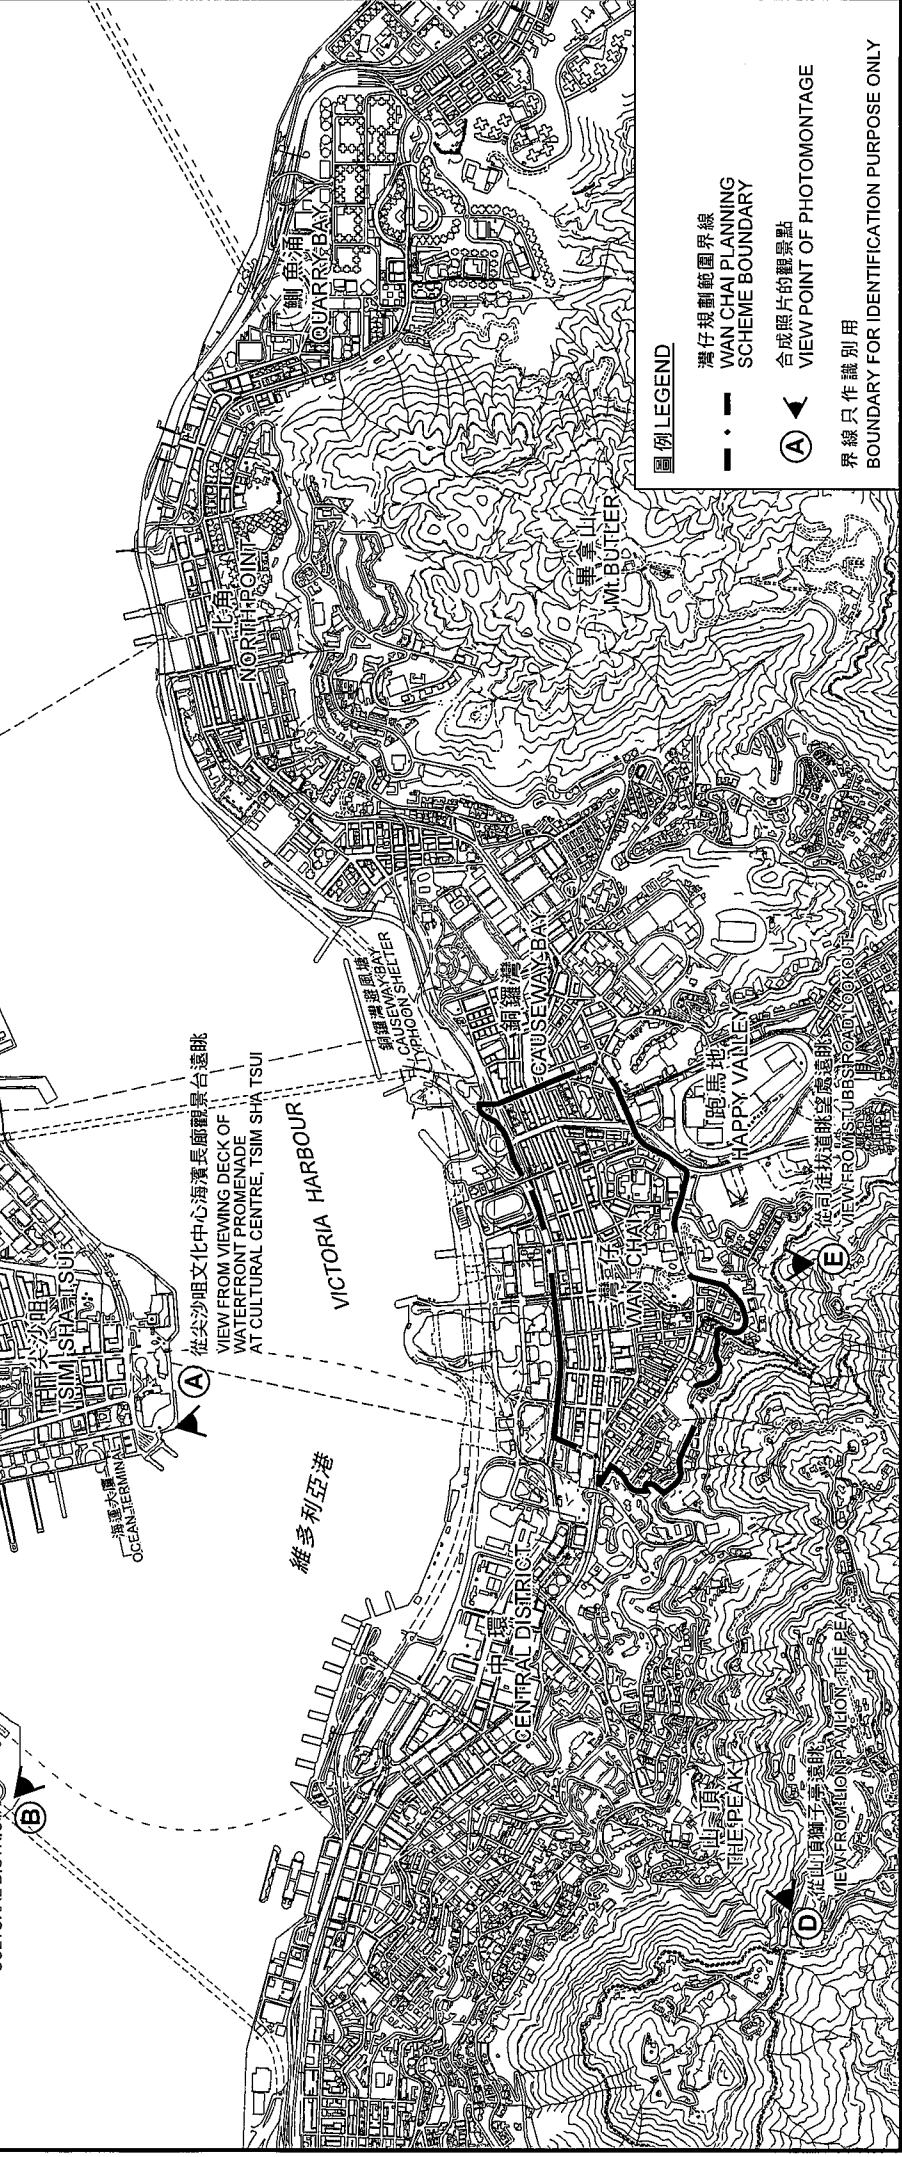 鰂魚涌
QUARRY BAY
北角
NORTH POINT
畢拿山
Mt.BUTLER
銅鑼灣避風塘
CAUSEWAY BAY
TYPHOON SHELTER
銅鑼灣
CAUSEWAY BAY
跑馬地
HAPPY VALLEY
尖沙咀
TSIM SHA TSUI
海運大廈
OCEAN TERMINAL
A
從尖沙咀文化中心海濱長廊觀景台遠眺
VIEW FROM VIEWING DECK OF
WATERFRONT PROMENADE
AT CULTURAL CENTRE, TSIM SHA TSUI
VICTORIA HARBOUR
維多利亞港
灣仔
WAN CHAI
E
從司徒拔道眺望處遠眺
VIEW FROM STUBBS ROAD LOOKOUT
中環
CENTRAL DISTRICT
B
山頂
THE PEAK
D
從山頂獅子亭遠眺
VIEW FROM LION PAVILION, THE PEAK
圖例 LEGEND
灣仔規劃範圍界線
WAN CHAI PLANNING
SCHEME BOUNDARY
A
合成照片的觀景點
VIEW POINT OF PHOTOMONTAGE
界線只作識別用
BOUNDARY FOR IDENTIFICATION PURPOSE ONLY